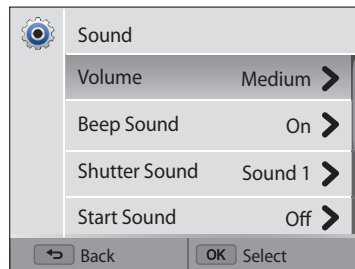 Sound
Volume Medium
Beep Sound On
Shutter Sound Sound 1
Start Sound Off
Back OK Select